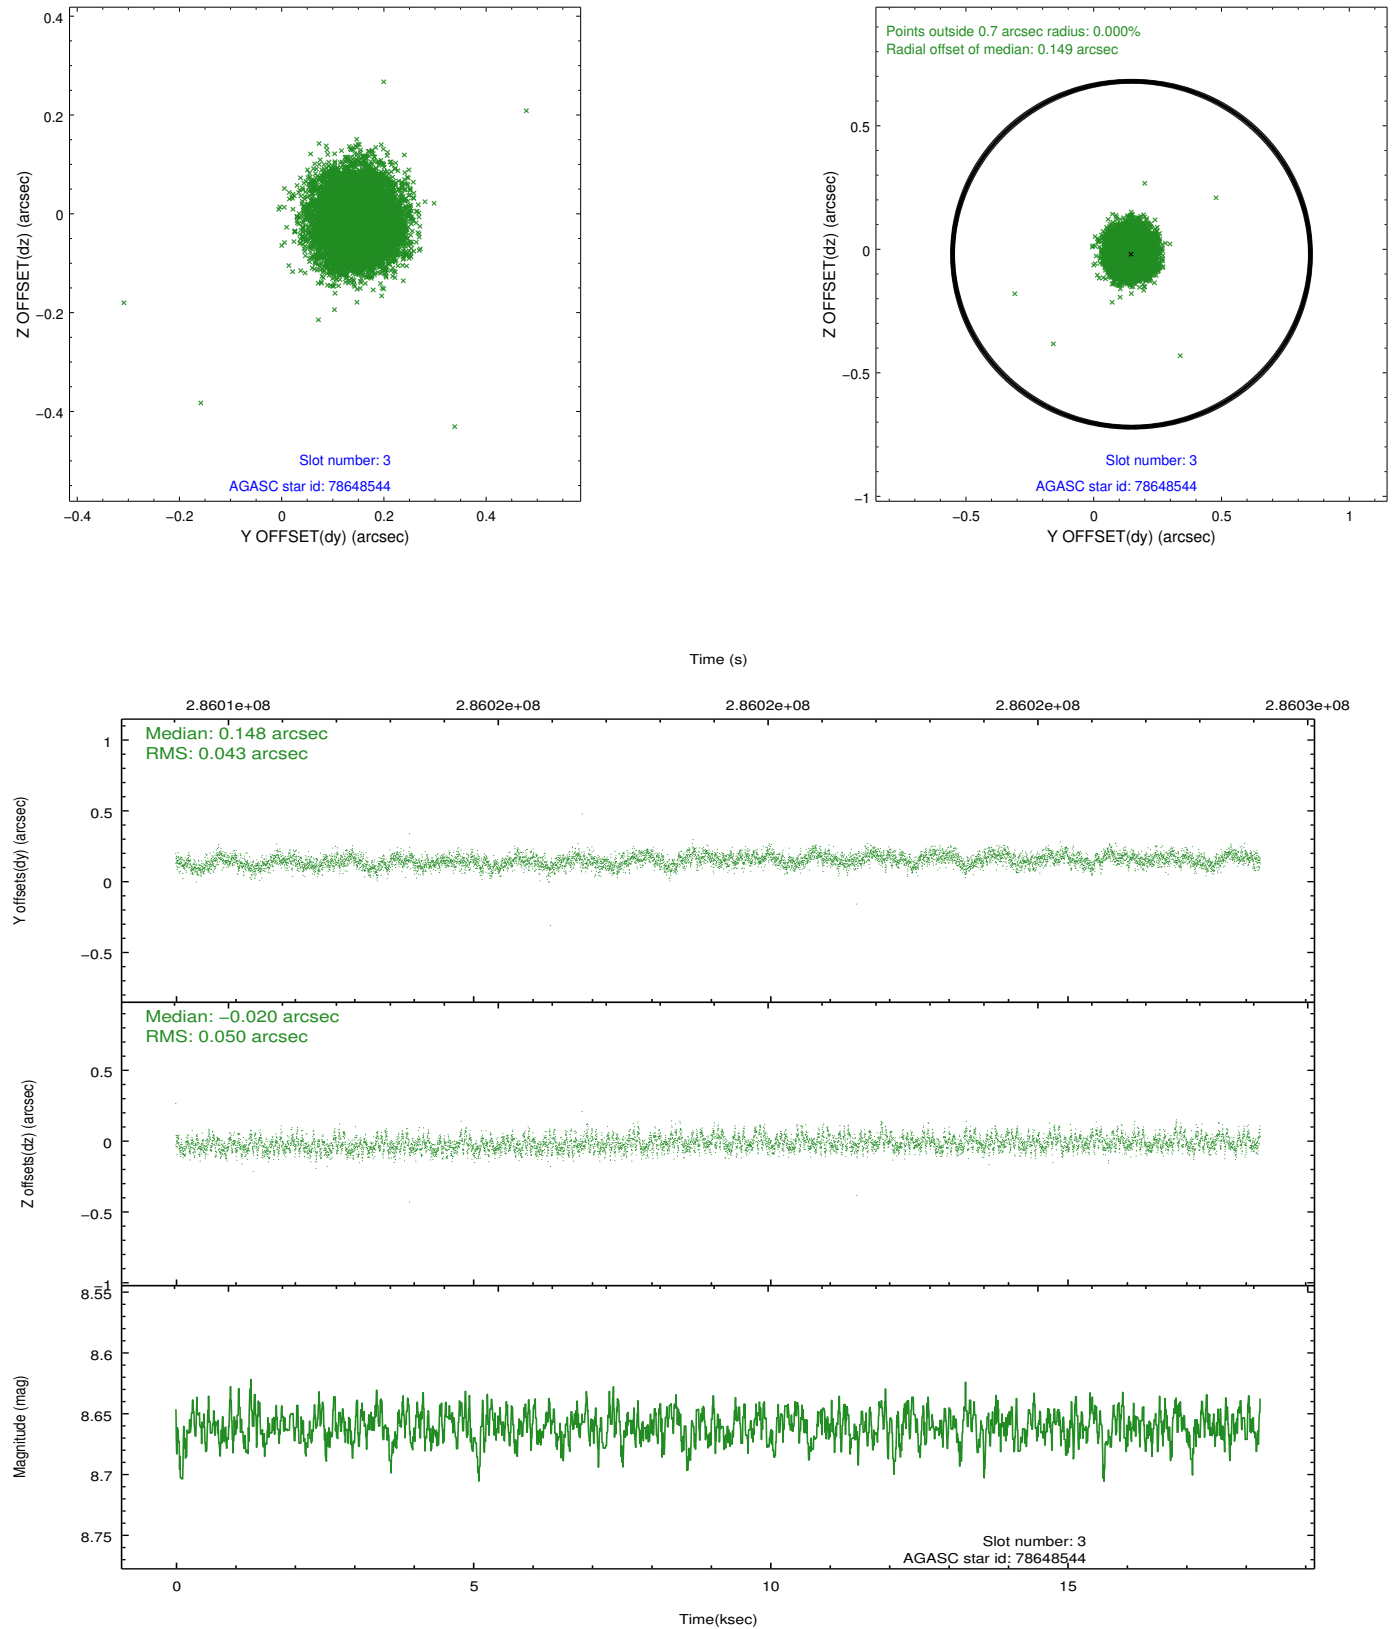 0.4
0.2
0
−0.2
−0.4
Z OFFSET(dz) (arcsec)
Slot number: 3
AGASC star id: 78648544
−0.4
−0.2
0
0.2
0.4
Y OFFSET(dy) (arcsec)
Points outside 0.7 arcsec radius: 0.000%
Radial offset of median: 0.149 arcsec
0.5
0
−0.5
−1
Z OFFSET(dz) (arcsec)
Slot number: 3
AGASC star id: 78648544
−0.5
0
0.5
1
Y OFFSET(dy) (arcsec)
Time (s)
2.8601e+08
2.8602e+08
2.8602e+08
2.8602e+08
2.8603e+08
Median: 0.148 arcsec
RMS: 0.043 arcsec
1
0.5
0
−0.5
Y offsets(dy) (arcsec)
Median: −0.020 arcsec
RMS: 0.050 arcsec
0.5
0
−0.5
−1
Z offsets(dz) (arcsec)
8.55
8.6
8.65
8.7
8.75
Magnitude (mag)
Slot number: 3
AGASC star id: 78648544
0
5
10
15
Time(ksec)